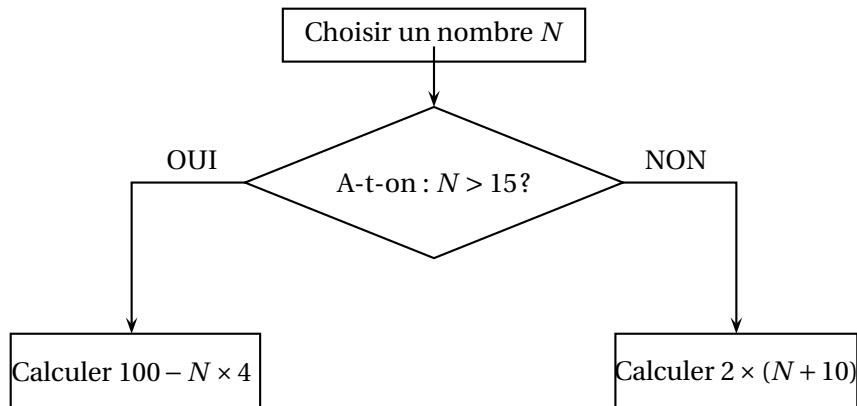 Choisir un nombre N
OUI
NON
A-t-on : N > 15?
Calculer 100 – N × 4
Calculer 2 × (N + 10)